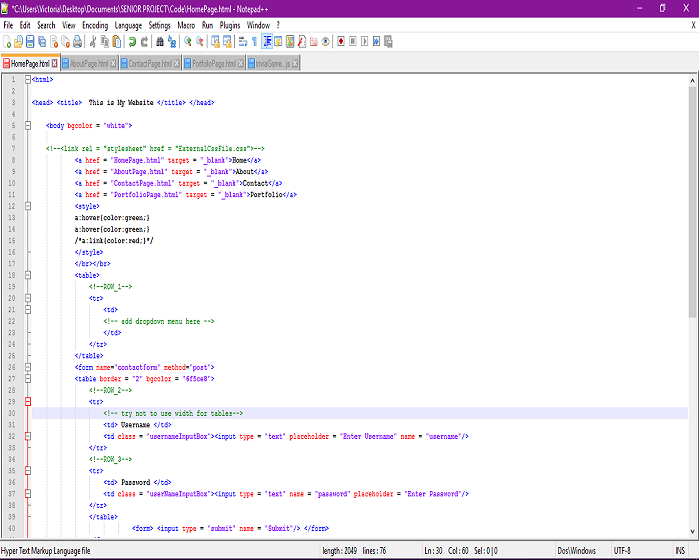 *C:\Users\Victoria\Desktop\Documents\SENIOR PROJECT\Code\HomePage.html - Notepad++
File Edit Search View Encoding Language Settings Macro Run Plugins Window ? X
HomePage.html AboutPage.html ContactPage.html PortfolioPage.html triviaGame...js
1 <html>
2
3 <head> <title>  This is My Website </title> </head>
4
5 <body bgcolor = "white">
6
7 <!--<link rel = "stylesheet" href = "ExternalCssFile.css">-->
8 <a href = "HomePage.html" target = "_blank">Home</a>
9 <a href = "AboutPage.html" target = "_blank">About</a>
10 <a href = "ContactPage.html" target = "_blank">Contact</a>
11 <a href = "PortfolioPage.html" target = "_blank">Portfolio</a>
12 <style>
13 a:hover{color:green;}
14 a:hover{color:green;}
15 /*a:link{color:red;}*/
16 </style>
17 </br></br>
18 <table>
19 <!--ROW_1-->
20 <tr>
21 <td>
22 <!-- add dropdovn menu here -->
23 </td>
24 </tr>
25 </table>
26 <form name="contactform" method="post">
27 <table border = "2" bgcolor = "6f5ce8">
28 <!--ROW_2-->
29 <tr>
30 <!-- try not to use width for tables-->
31 <td> Username </td>
32 <td class = "usernameInputBox"><input type = "text" placeholder = "Enter Username" name = "username"/>
33 </tr>
34 <!--ROW_3-->
35 <tr>
36 <td> Password </td>
37 <td class = "userNameInputBox"><input type = "text" name = "password" placeholder = "Enter Password"/>
38 </tr>
39 </table>
40 <form> <input type = "submit" name = "Submit"/> </form>
Hyper Text Markup Language file length : 2049 lines : 76 Ln : 30 Col : 60 Sel : 0 | 0 Dos\Windows UTF-8 INS